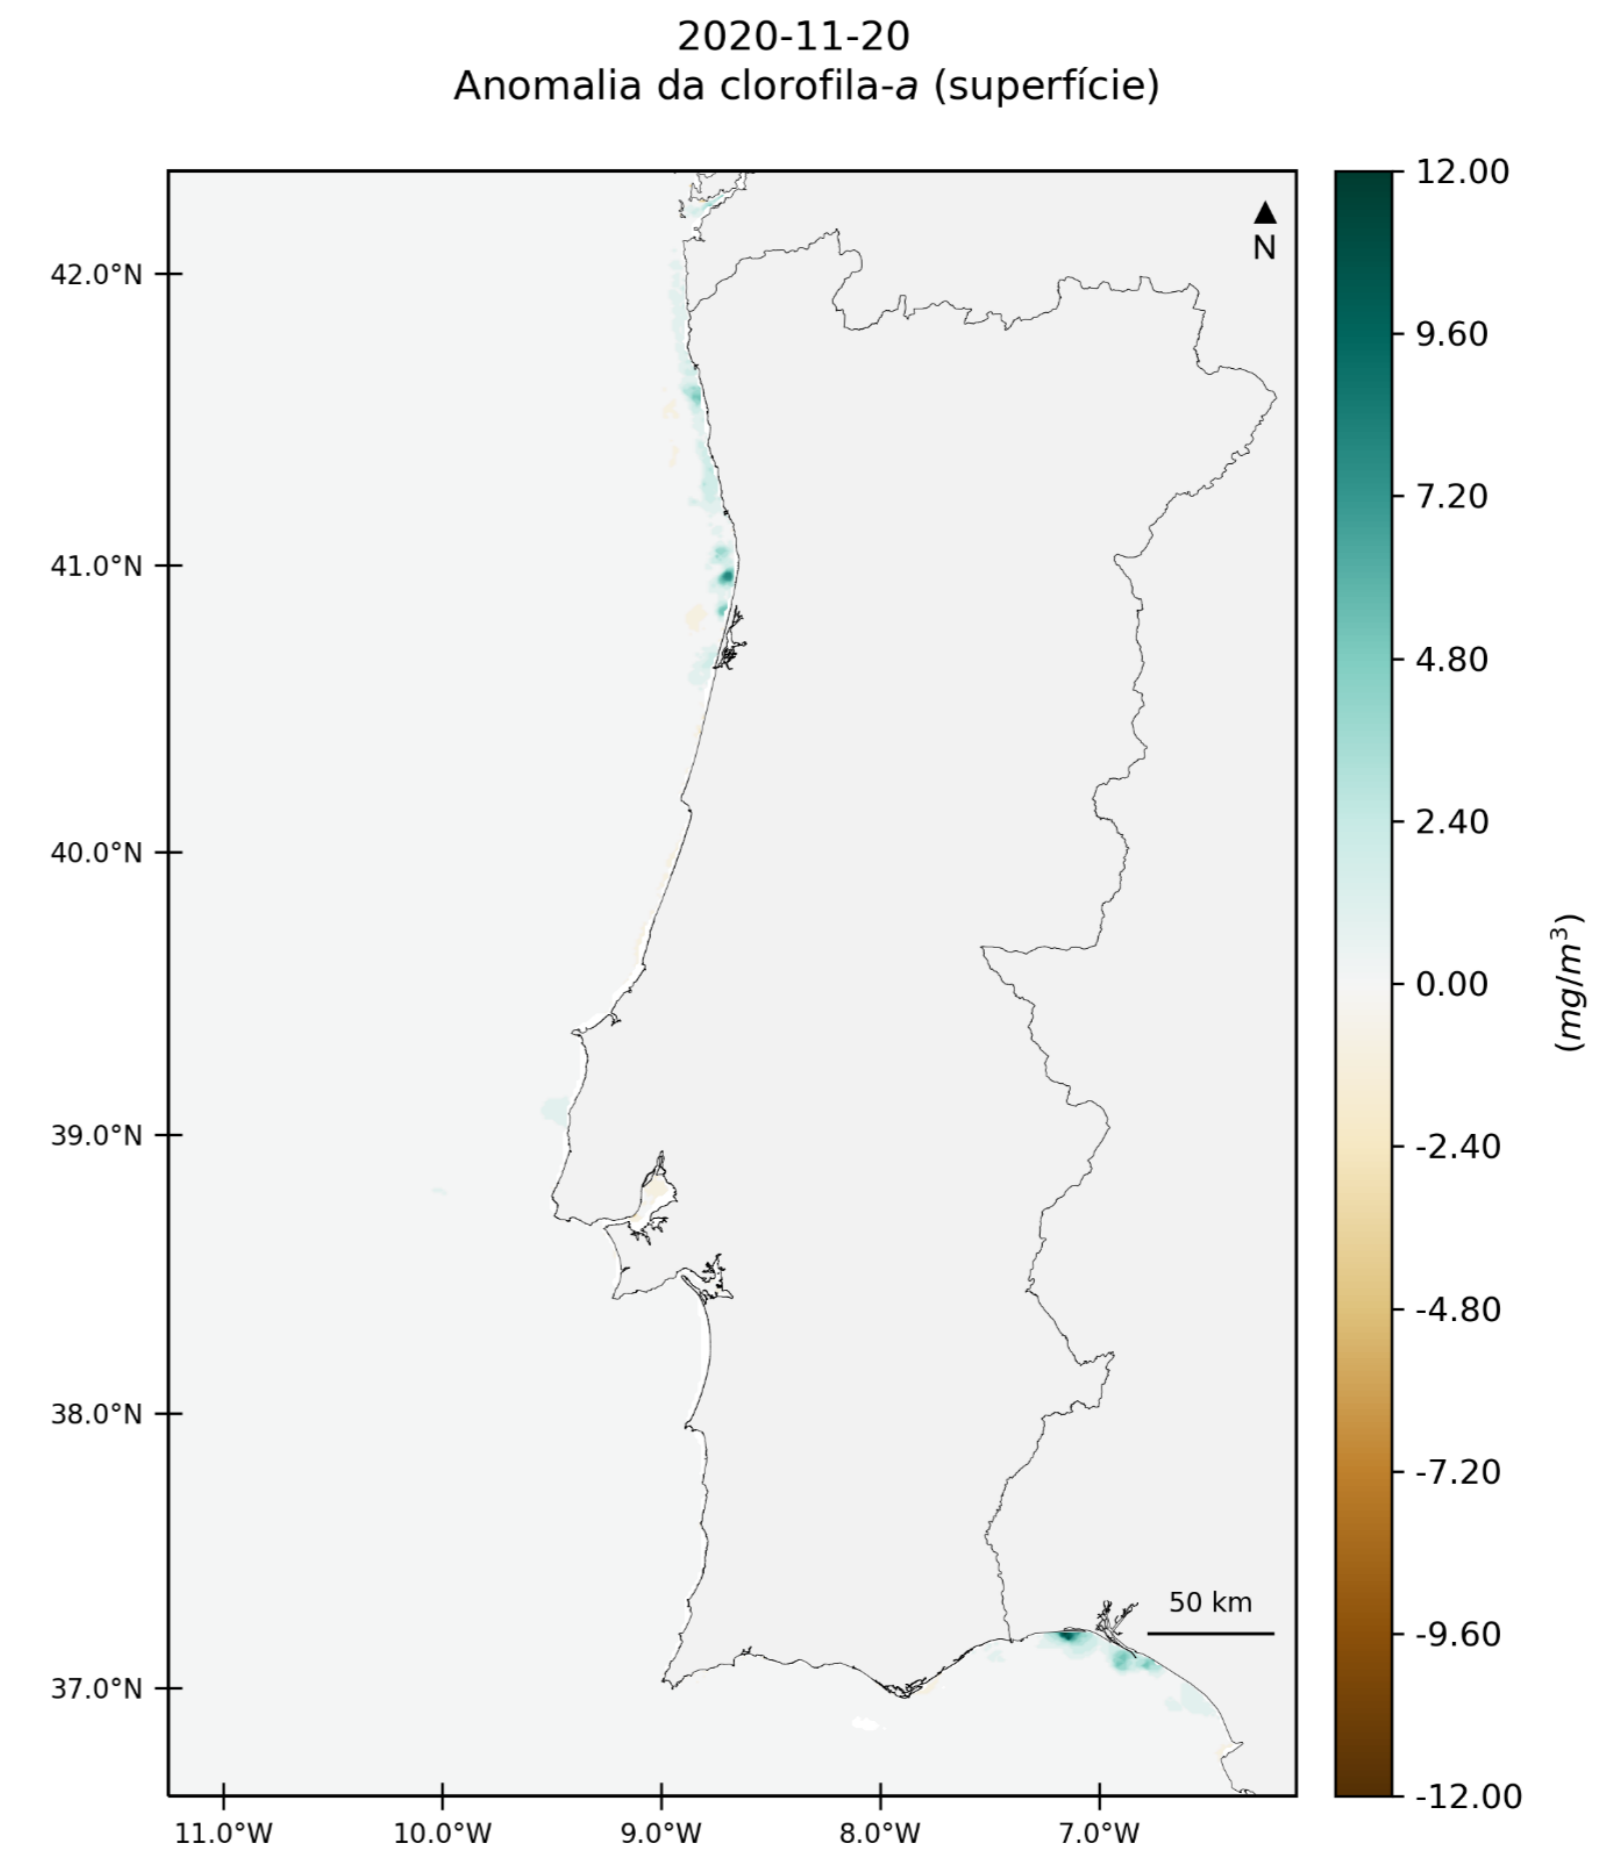 2020-11-20
Anomalia da clorofila-a (superfície)
N
42.0°N
41.0°N
40.0°N
39.0°N
38.0°N
37.0°N
50 km
11.0°W
10.0°W
9.0°W
8.0°W
7.0°W
12.00
9.60
7.20
4.80
2.40
0.00
-2.40
-4.80
-7.20
-9.60
-12.00
(mg/m³)